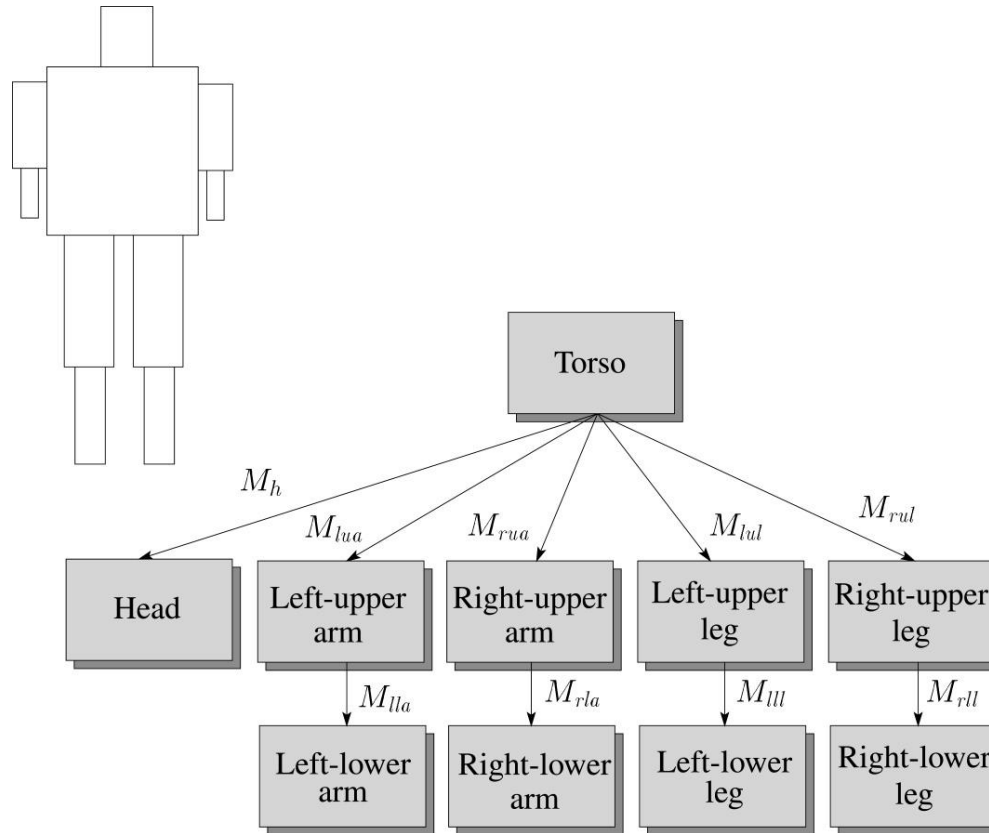 Torso
M_h
M_lua
M_rua
M_lul
M_rul
Head
Left-upper
arm
Right-upper
arm
Left-upper
leg
Right-upper
leg
M_lla
M_rla
M_lll
M_rll
Left-lower
arm
Right-lower
arm
Left-lower
leg
Right-lower
leg